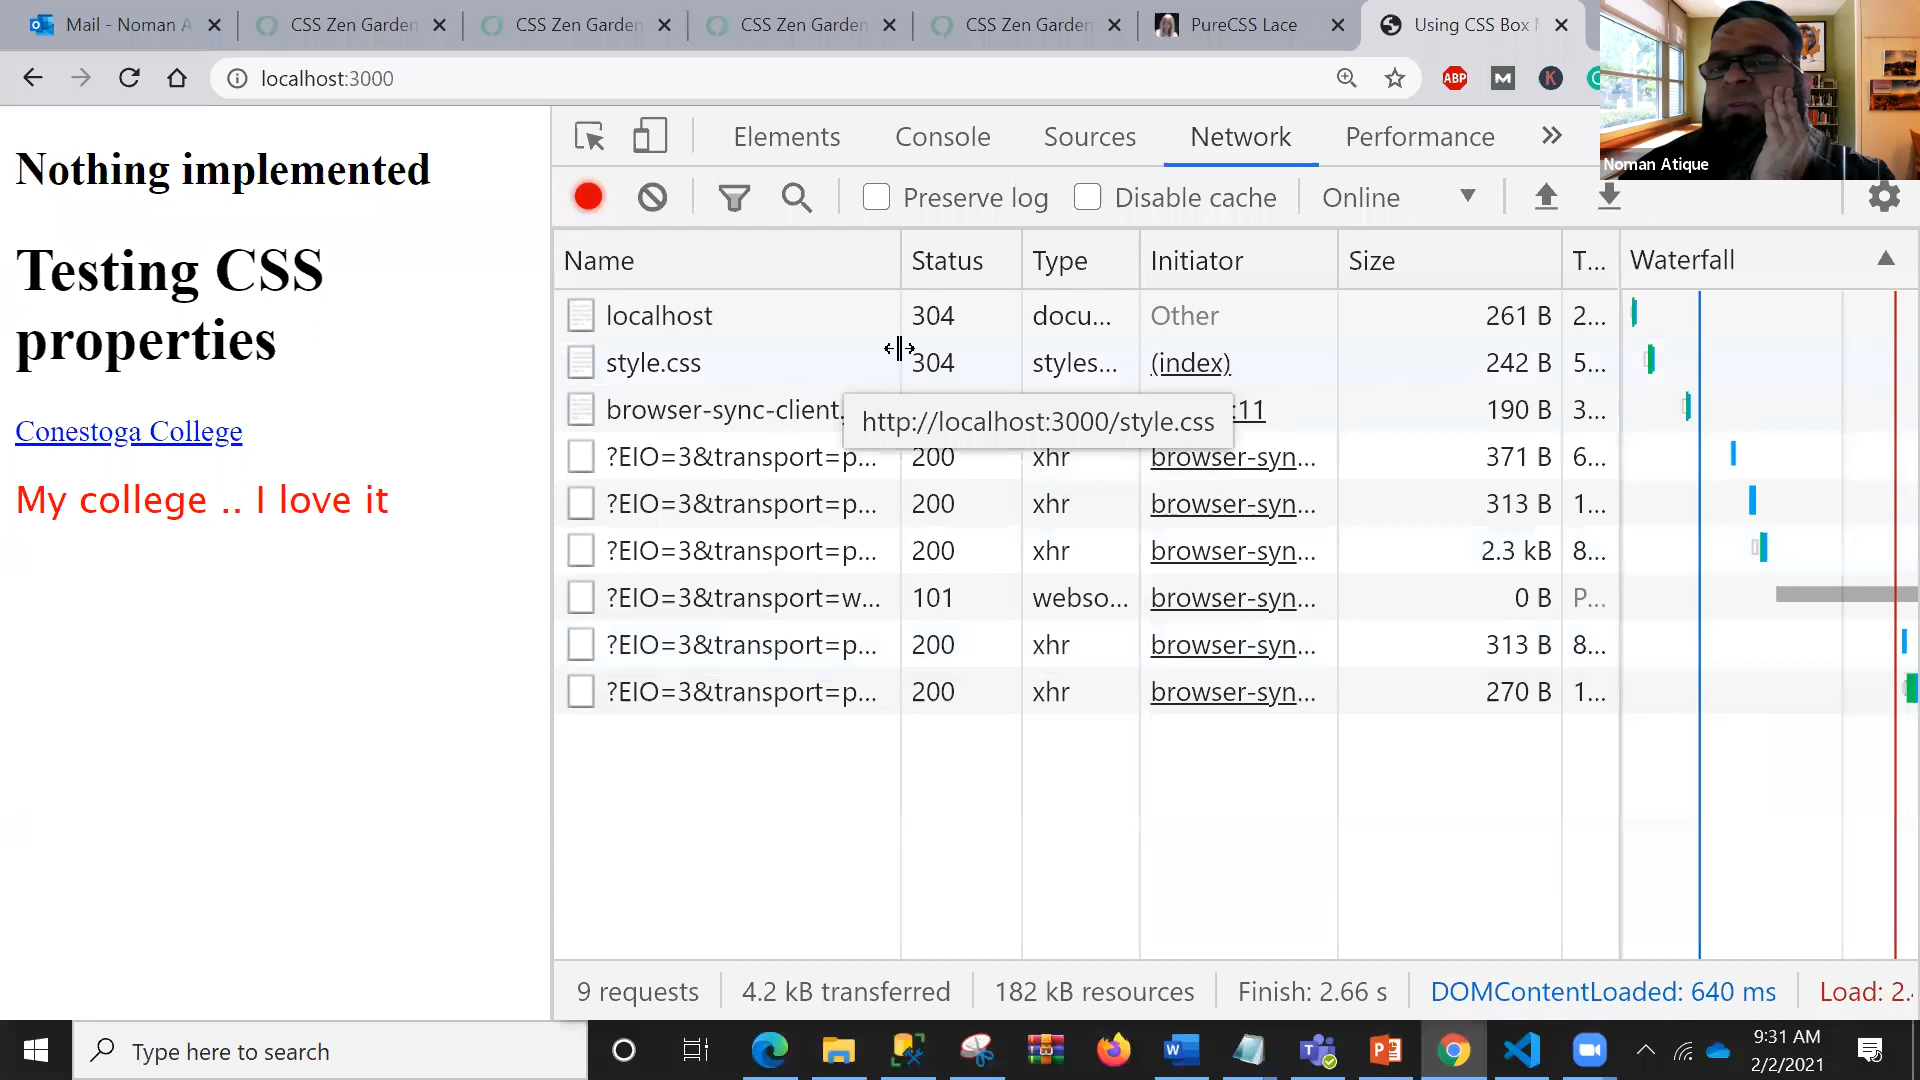 Mail - Noman A
CSS Zen Garden
CSS Zen Garden
CSS Zen Garden
CSS Zen Garden
PureCSS Lace
Using CSS Box
localhost:3000
ABP
M
K
Noman Atique
Nothing implemented
Testing CSS
properties
Conestoga College
My college .. I love it
Elements
Console
Sources
Network
Performance
Preserve log
Disable cache
Online
Name Status Type Initiator Size T... Waterfall
localhost 304 docu... Other 261 B 2...
style.css 304 styles... (index) 242 B 5...
browser-sync-client. :11 190 B 3...
http://localhost:3000/style.css
?EIO=3&transport=p... 200 xhr browser-syn... 371 B 6...
?EIO=3&transport=p... 200 xhr browser-syn... 313 B 1...
?EIO=3&transport=p... 200 xhr browser-syn... 2.3 kB 8...
?EIO=3&transport=w... 101 webso... browser-syn... 0 B P...
?EIO=3&transport=p... 200 xhr browser-syn... 313 B 8...
?EIO=3&transport=p... 200 xhr browser-syn... 270 B 1...
9 requests 4.2 kB transferred 182 kB resources Finish: 2.66 s DOMContentLoaded: 640 ms Load: 2.
Type here to search
9:31 AM
2/2/2021